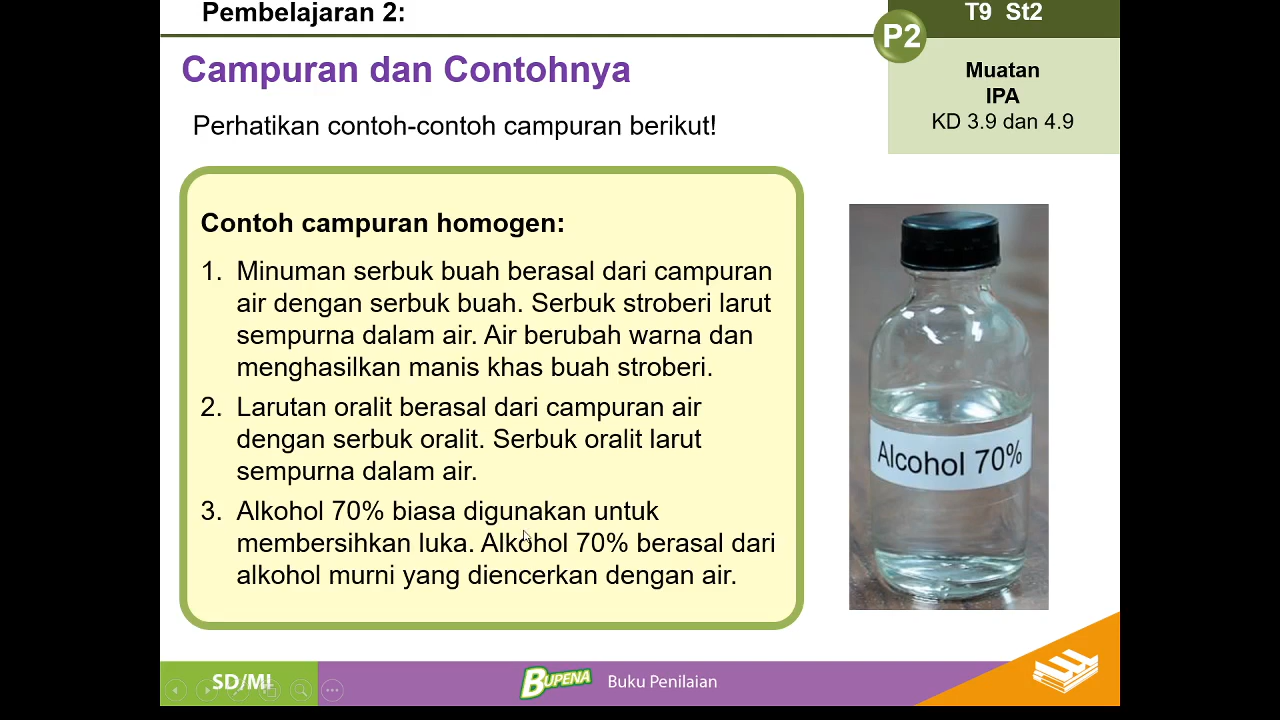 Pembelajaran 2:
T9 St2
P2
Campuran dan Contohnya
Muatan
IPA
KD 3.9 dan 4.9
Perhatikan contoh-contoh campuran berikut!
Contoh campuran homogen:
1. Minuman serbuk buah berasal dari campuran
air dengan serbuk buah. Serbuk stroberi larut
sempurna dalam air. Air berubah warna dan
menghasilkan manis khas buah stroberi.
2. Larutan oralit berasal dari campuran air
dengan serbuk oralit. Serbuk oralit larut
sempurna dalam air.
3. Alkohol 70% biasa digunakan untuk
membersihkan luka. Alkohol 70% berasal dari
alkohol murni yang diencerkan dengan air.
Alcohol 70%
SD/MI
BUPENA
Buku Penilaian